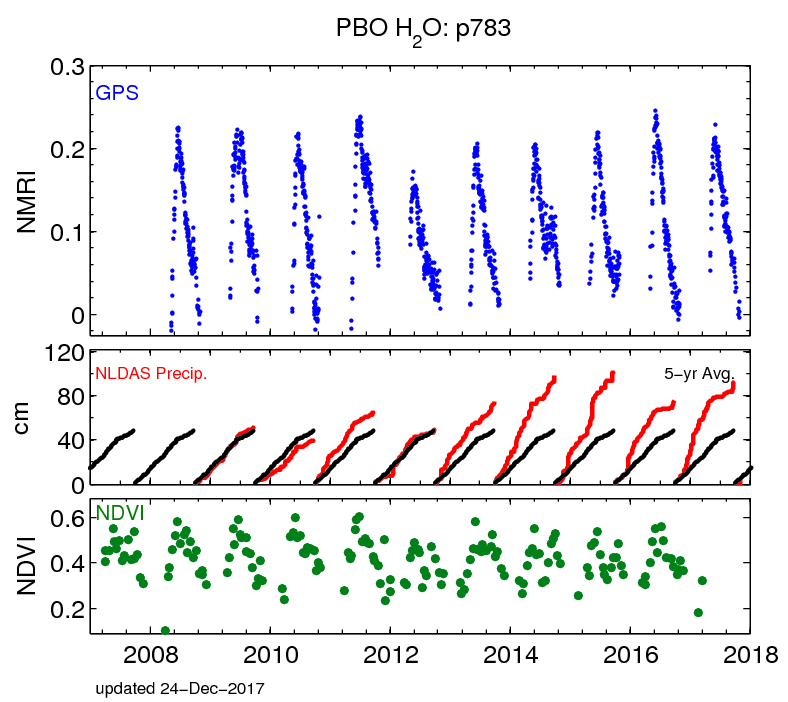 PBO H2O: p783
0.3
GPS
0.2
NMRI
0.1
0
120
NLDAS Precip.
5-yr Avg.
80
cm
40
0
NDVI
0.6
NDVI
0.4
0.2
2008 2010 2012 2014 2016 2018
updated 24-Dec-2017